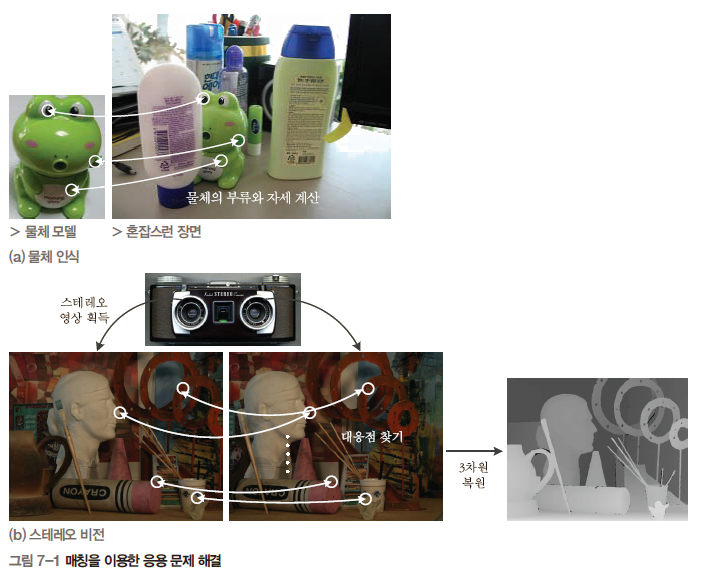 물체의 부류와 자세 계산
> 물체 모델
> 혼잡스런 장면
(a) 물체 인식
스테레오
영상 획득
STEREO
대응점 찾기
CRAYON
3차원
복원
(b) 스테레오 비전
그림 7-1 매칭을 이용한 응용 문제 해결